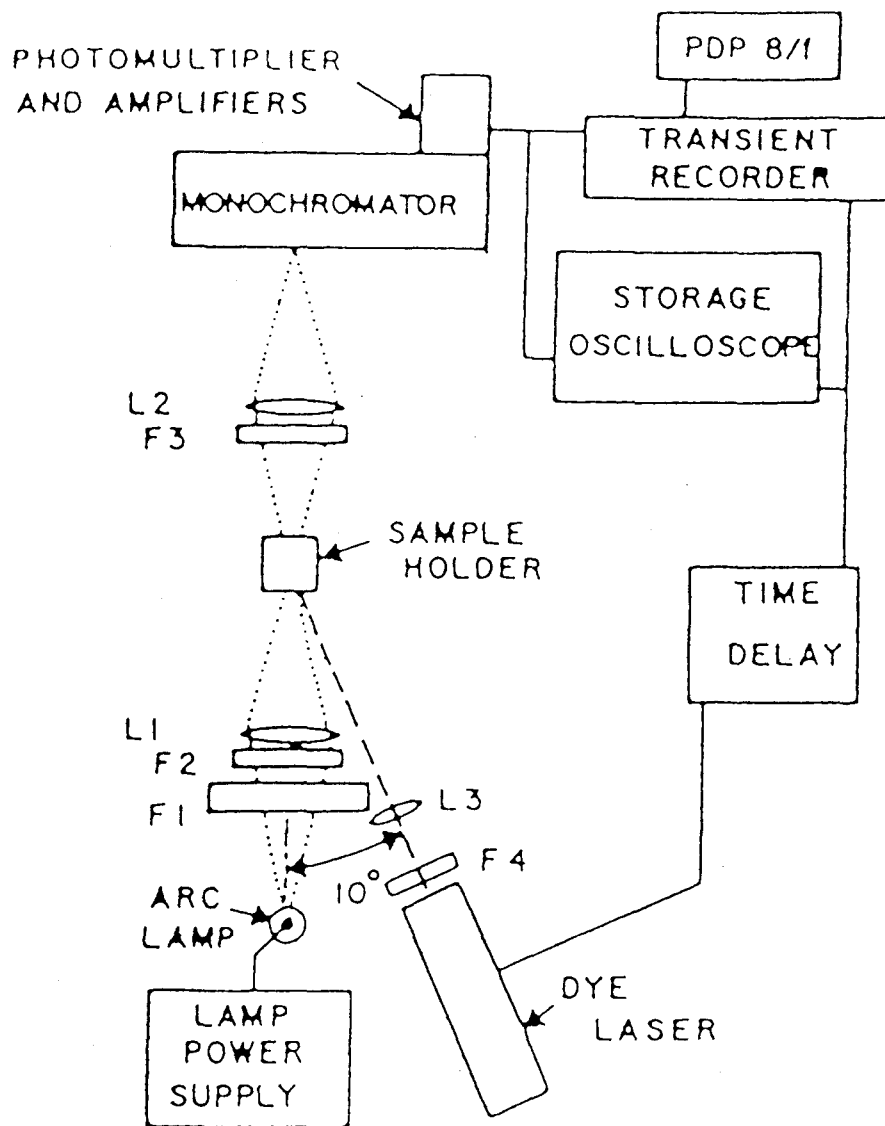 PDP 8/I
PHOTOMULTIPLIER
AND AMPLIFIERS
TRANSIENT
RECORDER
MONOCHROMATOR
STORAGE
OSCILLOSCOPE
L2
F3
SAMPLE
HOLDER
TIME
DELAY
L1
F2
F1
L3
F4
10°
ARC
LAMP
DYE
LASER
LAMP
POWER
SUPPLY